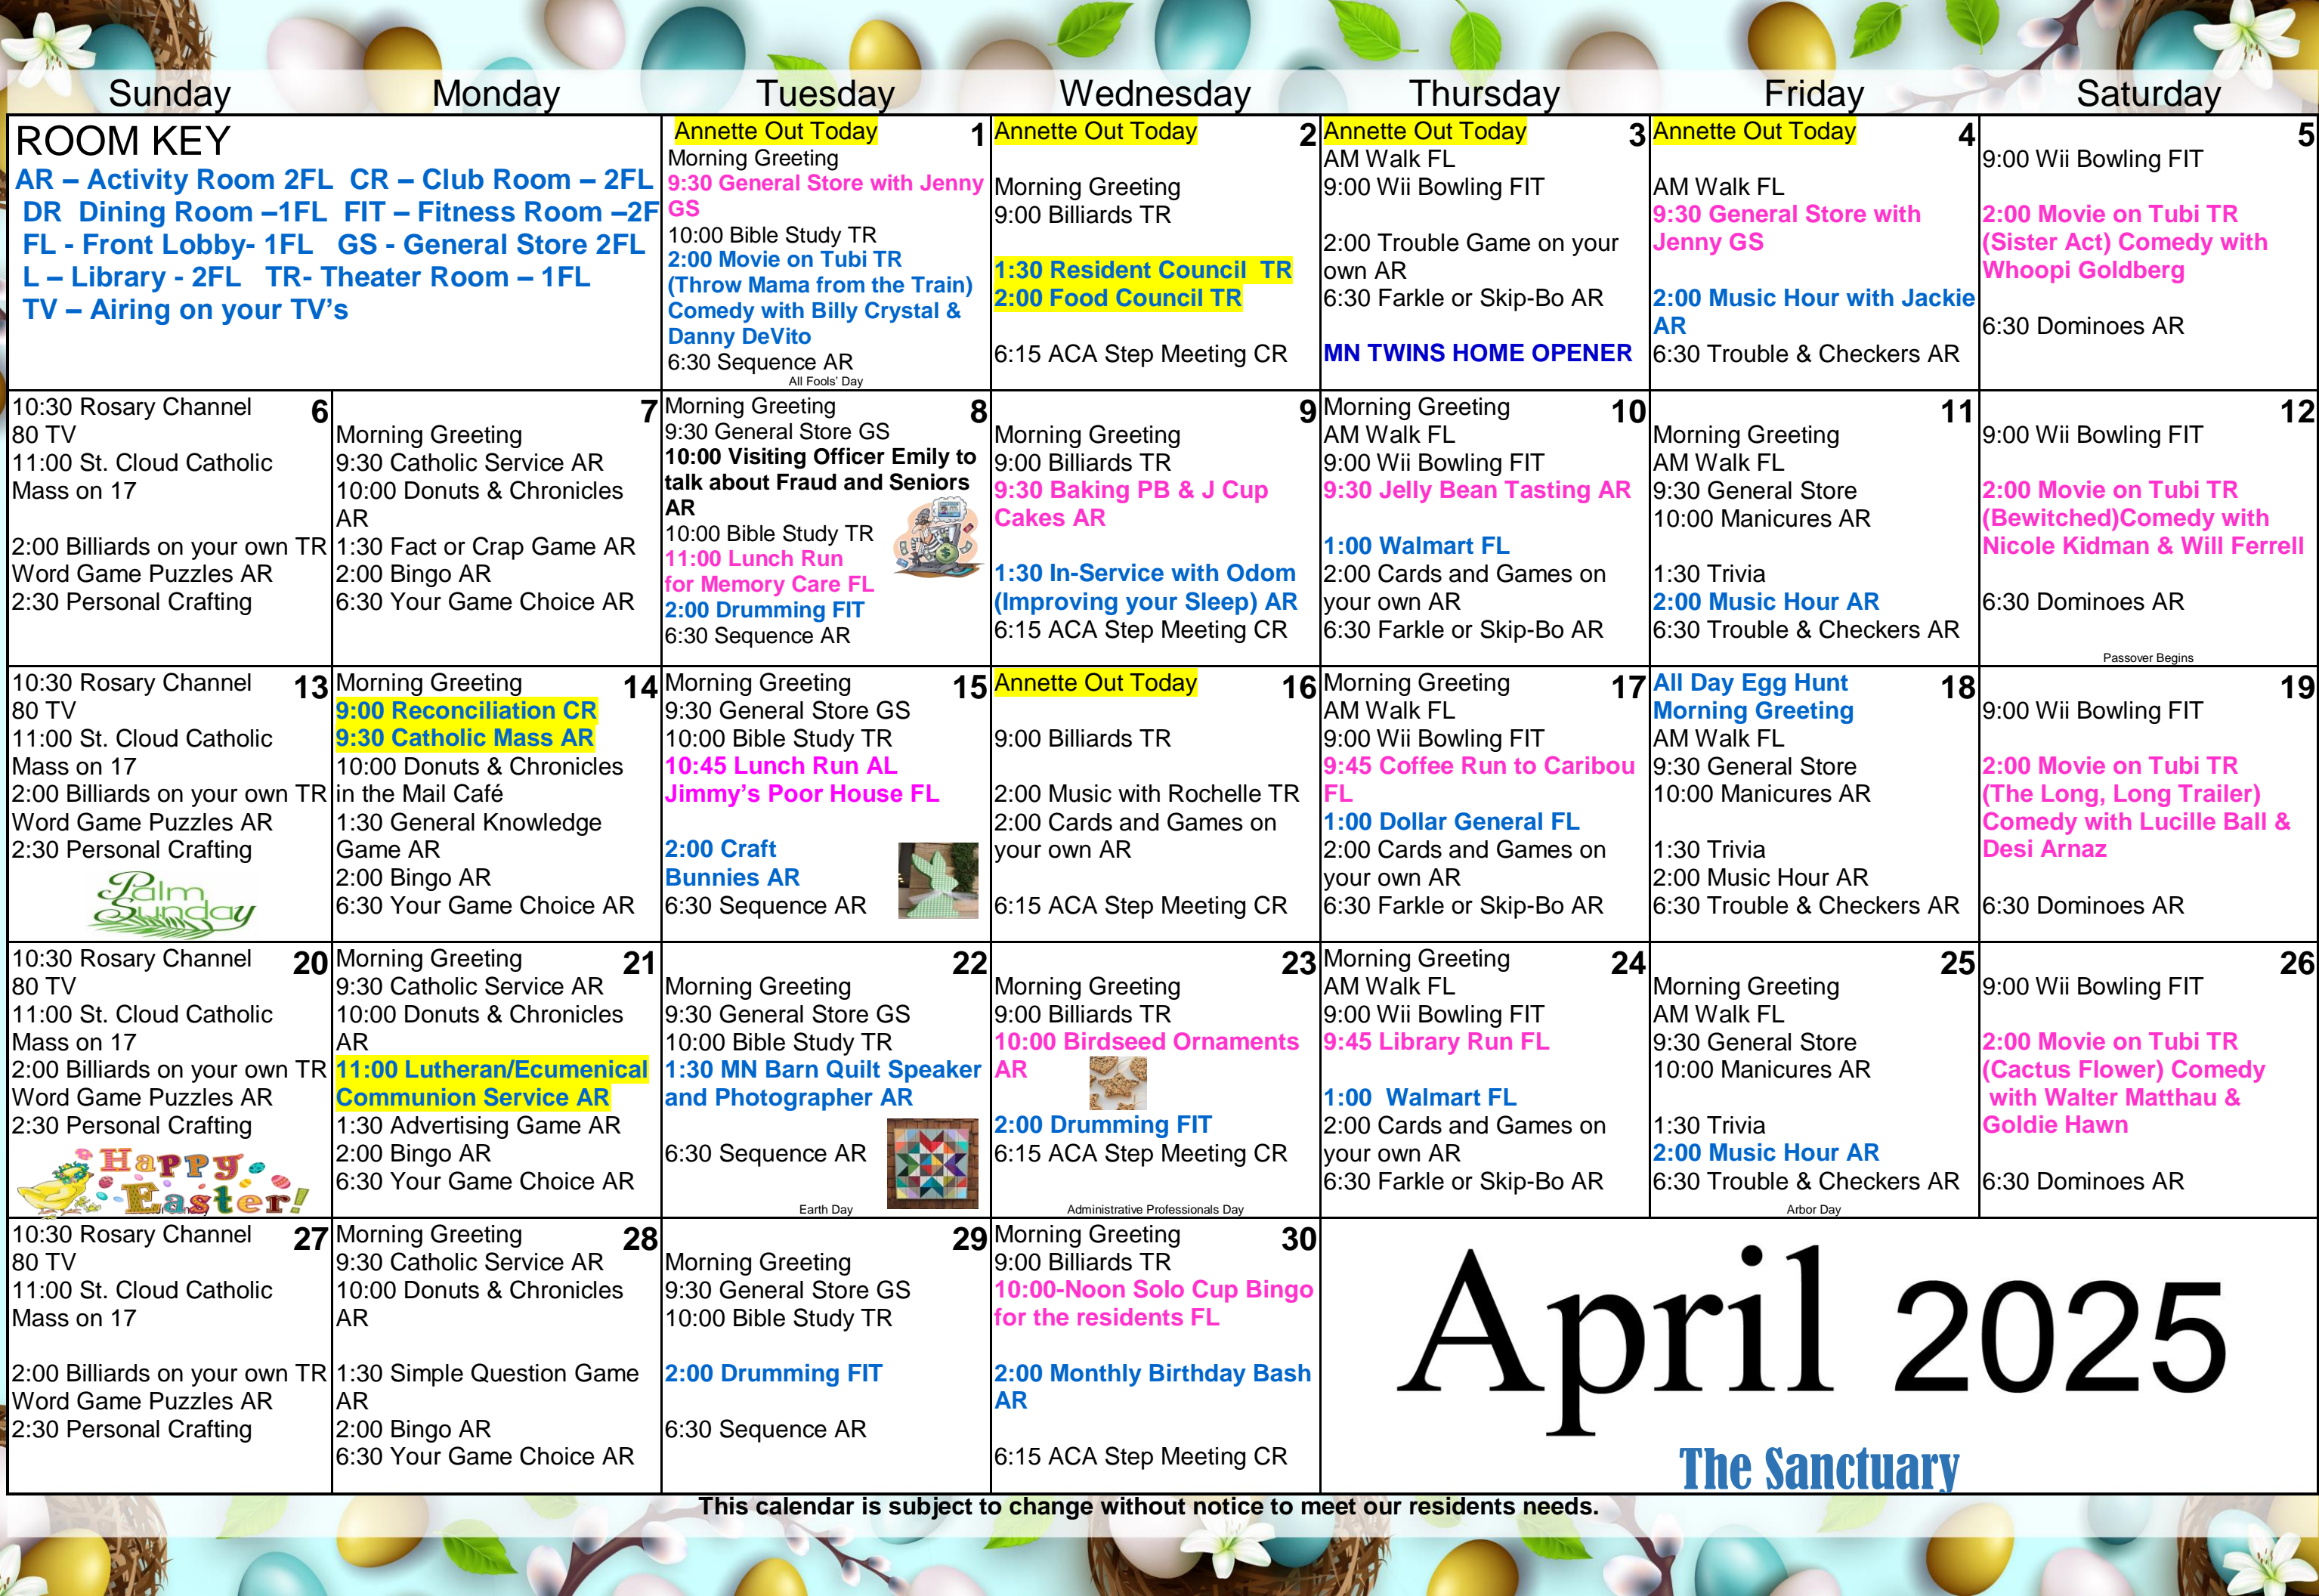 Sunday Monday Tuesday Wednesday Thursday Friday Saturday
ROOM KEY
AR – Activity Room 2FL CR – Club Room – 2FL
DR Dining Room –1FL FIT – Fitness Room –2F
FL - Front Lobby- 1FL GS - General Store 2FL
L – Library - 2FL TR- Theater Room – 1FL
TV – Airing on your TV's
Annette Out Today 1
Morning Greeting
9:30 General Store with Jenny
GS
10:00 Bible Study TR
2:00 Movie on Tubi TR
(Throw Mama from the Train)
Comedy with Billy Crystal &
Danny DeVito
6:30 Sequence AR
All Fools' Day
Annette Out Today 2
Morning Greeting
9:00 Billiards TR
1:30 Resident Council TR
2:00 Food Council TR
6:15 ACA Step Meeting CR
Annette Out Today 3
AM Walk FL
9:00 Wii Bowling FIT
2:00 Trouble Game on your
own AR
6:30 Farkle or Skip-Bo AR
MN TWINS HOME OPENER
Annette Out Today 4
AM Walk FL
9:30 General Store with
Jenny GS
2:00 Music Hour with Jackie
AR
6:30 Trouble & Checkers AR
5
9:00 Wii Bowling FIT
2:00 Movie on Tubi TR
(Sister Act) Comedy with
Whoopi Goldberg
6:30 Dominoes AR
10:30 Rosary Channel 6
80 TV
11:00 St. Cloud Catholic
Mass on 17
2:00 Billiards on your own TR
Word Game Puzzles AR
2:30 Personal Crafting
7
Morning Greeting
9:30 Catholic Service AR
10:00 Donuts & Chronicles
AR
1:30 Fact or Crap Game AR
2:00 Bingo AR
6:30 Your Game Choice AR
Morning Greeting 8
9:30 General Store GS
10:00 Visiting Officer Emily to
talk about Fraud and Seniors
AR
10:00 Bible Study TR
11:00 Lunch Run
for Memory Care FL
2:00 Drumming FIT
6:30 Sequence AR
9
Morning Greeting
9:00 Billiards TR
9:30 Baking PB & J Cup
Cakes AR
1:30 In-Service with Odom
(Improving your Sleep) AR
6:15 ACA Step Meeting CR
Morning Greeting 10
AM Walk FL
9:00 Wii Bowling FIT
9:30 Jelly Bean Tasting AR
1:00 Walmart FL
2:00 Cards and Games on
your own AR
6:30 Farkle or Skip-Bo AR
11
Morning Greeting
AM Walk FL
9:30 General Store
10:00 Manicures AR
1:30 Trivia
2:00 Music Hour AR
6:30 Trouble & Checkers AR
12
9:00 Wii Bowling FIT
2:00 Movie on Tubi TR
(Bewitched)Comedy with
Nicole Kidman & Will Ferrell
6:30 Dominoes AR
Passover Begins
10:30 Rosary Channel 13
80 TV
11:00 St. Cloud Catholic
Mass on 17
2:00 Billiards on your own TR
Word Game Puzzles AR
2:30 Personal Crafting
Palm
Sunday
Morning Greeting 14
9:00 Reconciliation CR
9:30 Catholic Mass AR
10:00 Donuts & Chronicles
in the Mail Café
1:30 General Knowledge
Game AR
2:00 Bingo AR
6:30 Your Game Choice AR
Morning Greeting 15
9:30 General Store GS
10:00 Bible Study TR
10:45 Lunch Run AL
Jimmy's Poor House FL
2:00 Craft
Bunnies AR
6:30 Sequence AR
Annette Out Today 16
9:00 Billiards TR
2:00 Music with Rochelle TR
2:00 Cards and Games on
your own AR
6:15 ACA Step Meeting CR
Morning Greeting 17
AM Walk FL
9:00 Wii Bowling FIT
9:45 Coffee Run to Caribou
FL
1:00 Dollar General FL
2:00 Cards and Games on
your own AR
6:30 Farkle or Skip-Bo AR
All Day Egg Hunt 18
Morning Greeting
AM Walk FL
9:30 General Store
10:00 Manicures AR
1:30 Trivia
2:00 Music Hour AR
6:30 Trouble & Checkers AR
19
9:00 Wii Bowling FIT
2:00 Movie on Tubi TR
(The Long, Long Trailer)
Comedy with Lucille Ball &
Desi Arnaz
6:30 Dominoes AR
10:30 Rosary Channel 20
80 TV
11:00 St. Cloud Catholic
Mass on 17
2:00 Billiards on your own TR
Word Game Puzzles AR
2:30 Personal Crafting
Happy
Easter!
Morning Greeting 21
9:30 Catholic Service AR
10:00 Donuts & Chronicles
AR
11:00 Lutheran/Ecumenical
Communion Service AR
1:30 Advertising Game AR
2:00 Bingo AR
6:30 Your Game Choice AR
22
Morning Greeting
9:30 General Store GS
10:00 Bible Study TR
1:30 MN Barn Quilt Speaker
and Photographer AR
6:30 Sequence AR
Earth Day
23
Morning Greeting
9:00 Billiards TR
10:00 Birdseed Ornaments
AR
2:00 Drumming FIT
6:15 ACA Step Meeting CR
Administrative Professionals Day
Morning Greeting 24
AM Walk FL
9:00 Wii Bowling FIT
9:45 Library Run FL
1:00 Walmart FL
2:00 Cards and Games on
your own AR
6:30 Farkle or Skip-Bo AR
25
Morning Greeting
AM Walk FL
9:30 General Store
10:00 Manicures AR
1:30 Trivia
2:00 Music Hour AR
6:30 Trouble & Checkers AR
Arbor Day
26
9:00 Wii Bowling FIT
2:00 Movie on Tubi TR
(Cactus Flower) Comedy
with Walter Matthau &
Goldie Hawn
6:30 Dominoes AR
10:30 Rosary Channel 27
80 TV
11:00 St. Cloud Catholic
Mass on 17
2:00 Billiards on your own TR
Word Game Puzzles AR
2:30 Personal Crafting
Morning Greeting 28
9:30 Catholic Service AR
10:00 Donuts & Chronicles
AR
1:30 Simple Question Game
AR
2:00 Bingo AR
6:30 Your Game Choice AR
29
Morning Greeting
9:30 General Store GS
10:00 Bible Study TR
2:00 Drumming FIT
6:30 Sequence AR
Morning Greeting 30
9:00 Billiards TR
10:00-Noon Solo Cup Bingo
for the residents FL
2:00 Monthly Birthday Bash
AR
6:15 ACA Step Meeting CR
April 2025
The Sanctuary
This calendar is subject to change without notice to meet our residents needs.